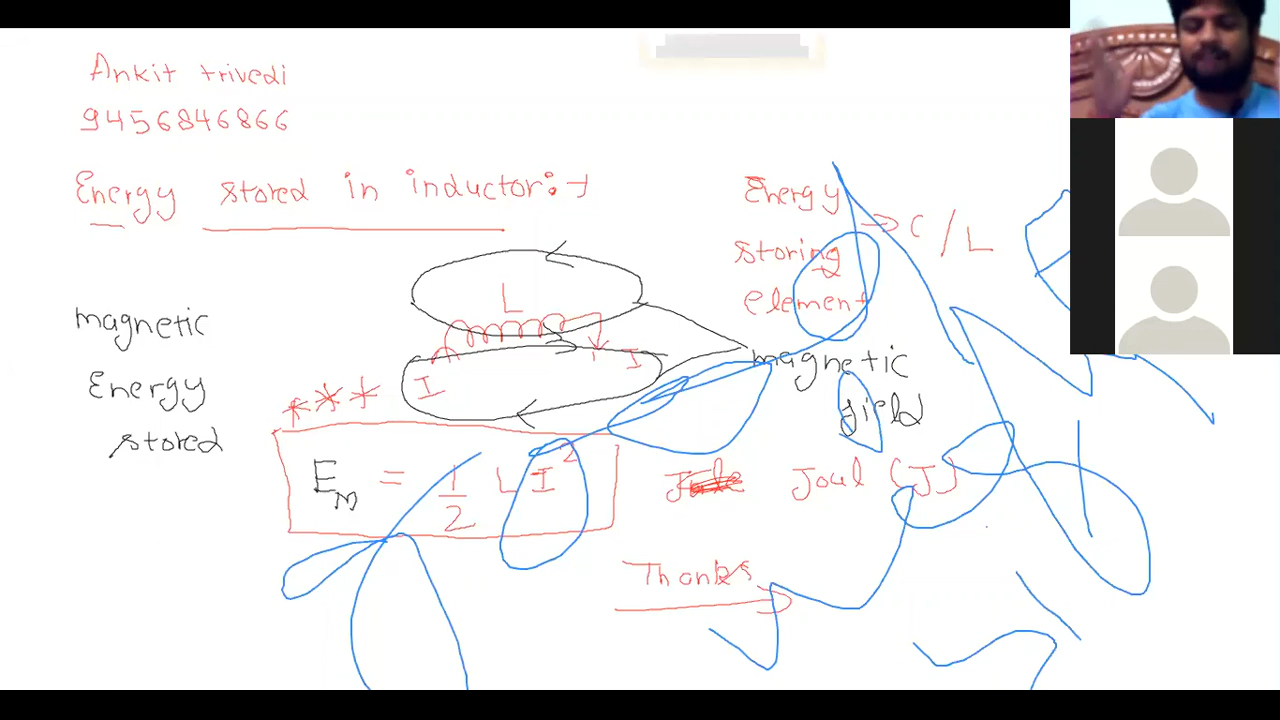 Ankit trivedi
9456846866
Energy stored in inductor:→
Energy
storing
element
→ C / L
magnetic
Energy
stored
L
I
I
magnetic
field
***
Em = 1/2 L I²
Joul (J)
Thanks